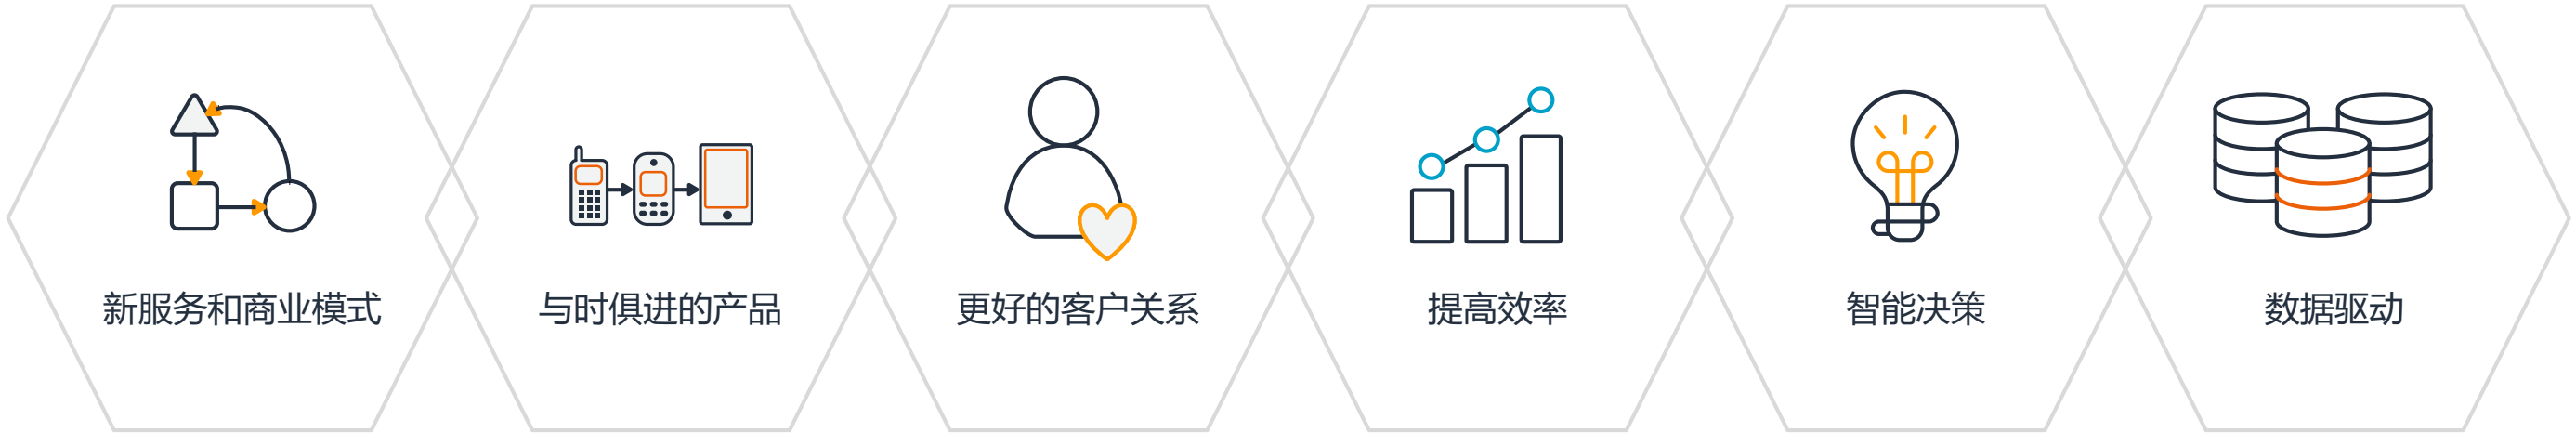 新服务和商业模式
与时俱进的产品
更好的客户关系
提高效率
智能决策
数据驱动